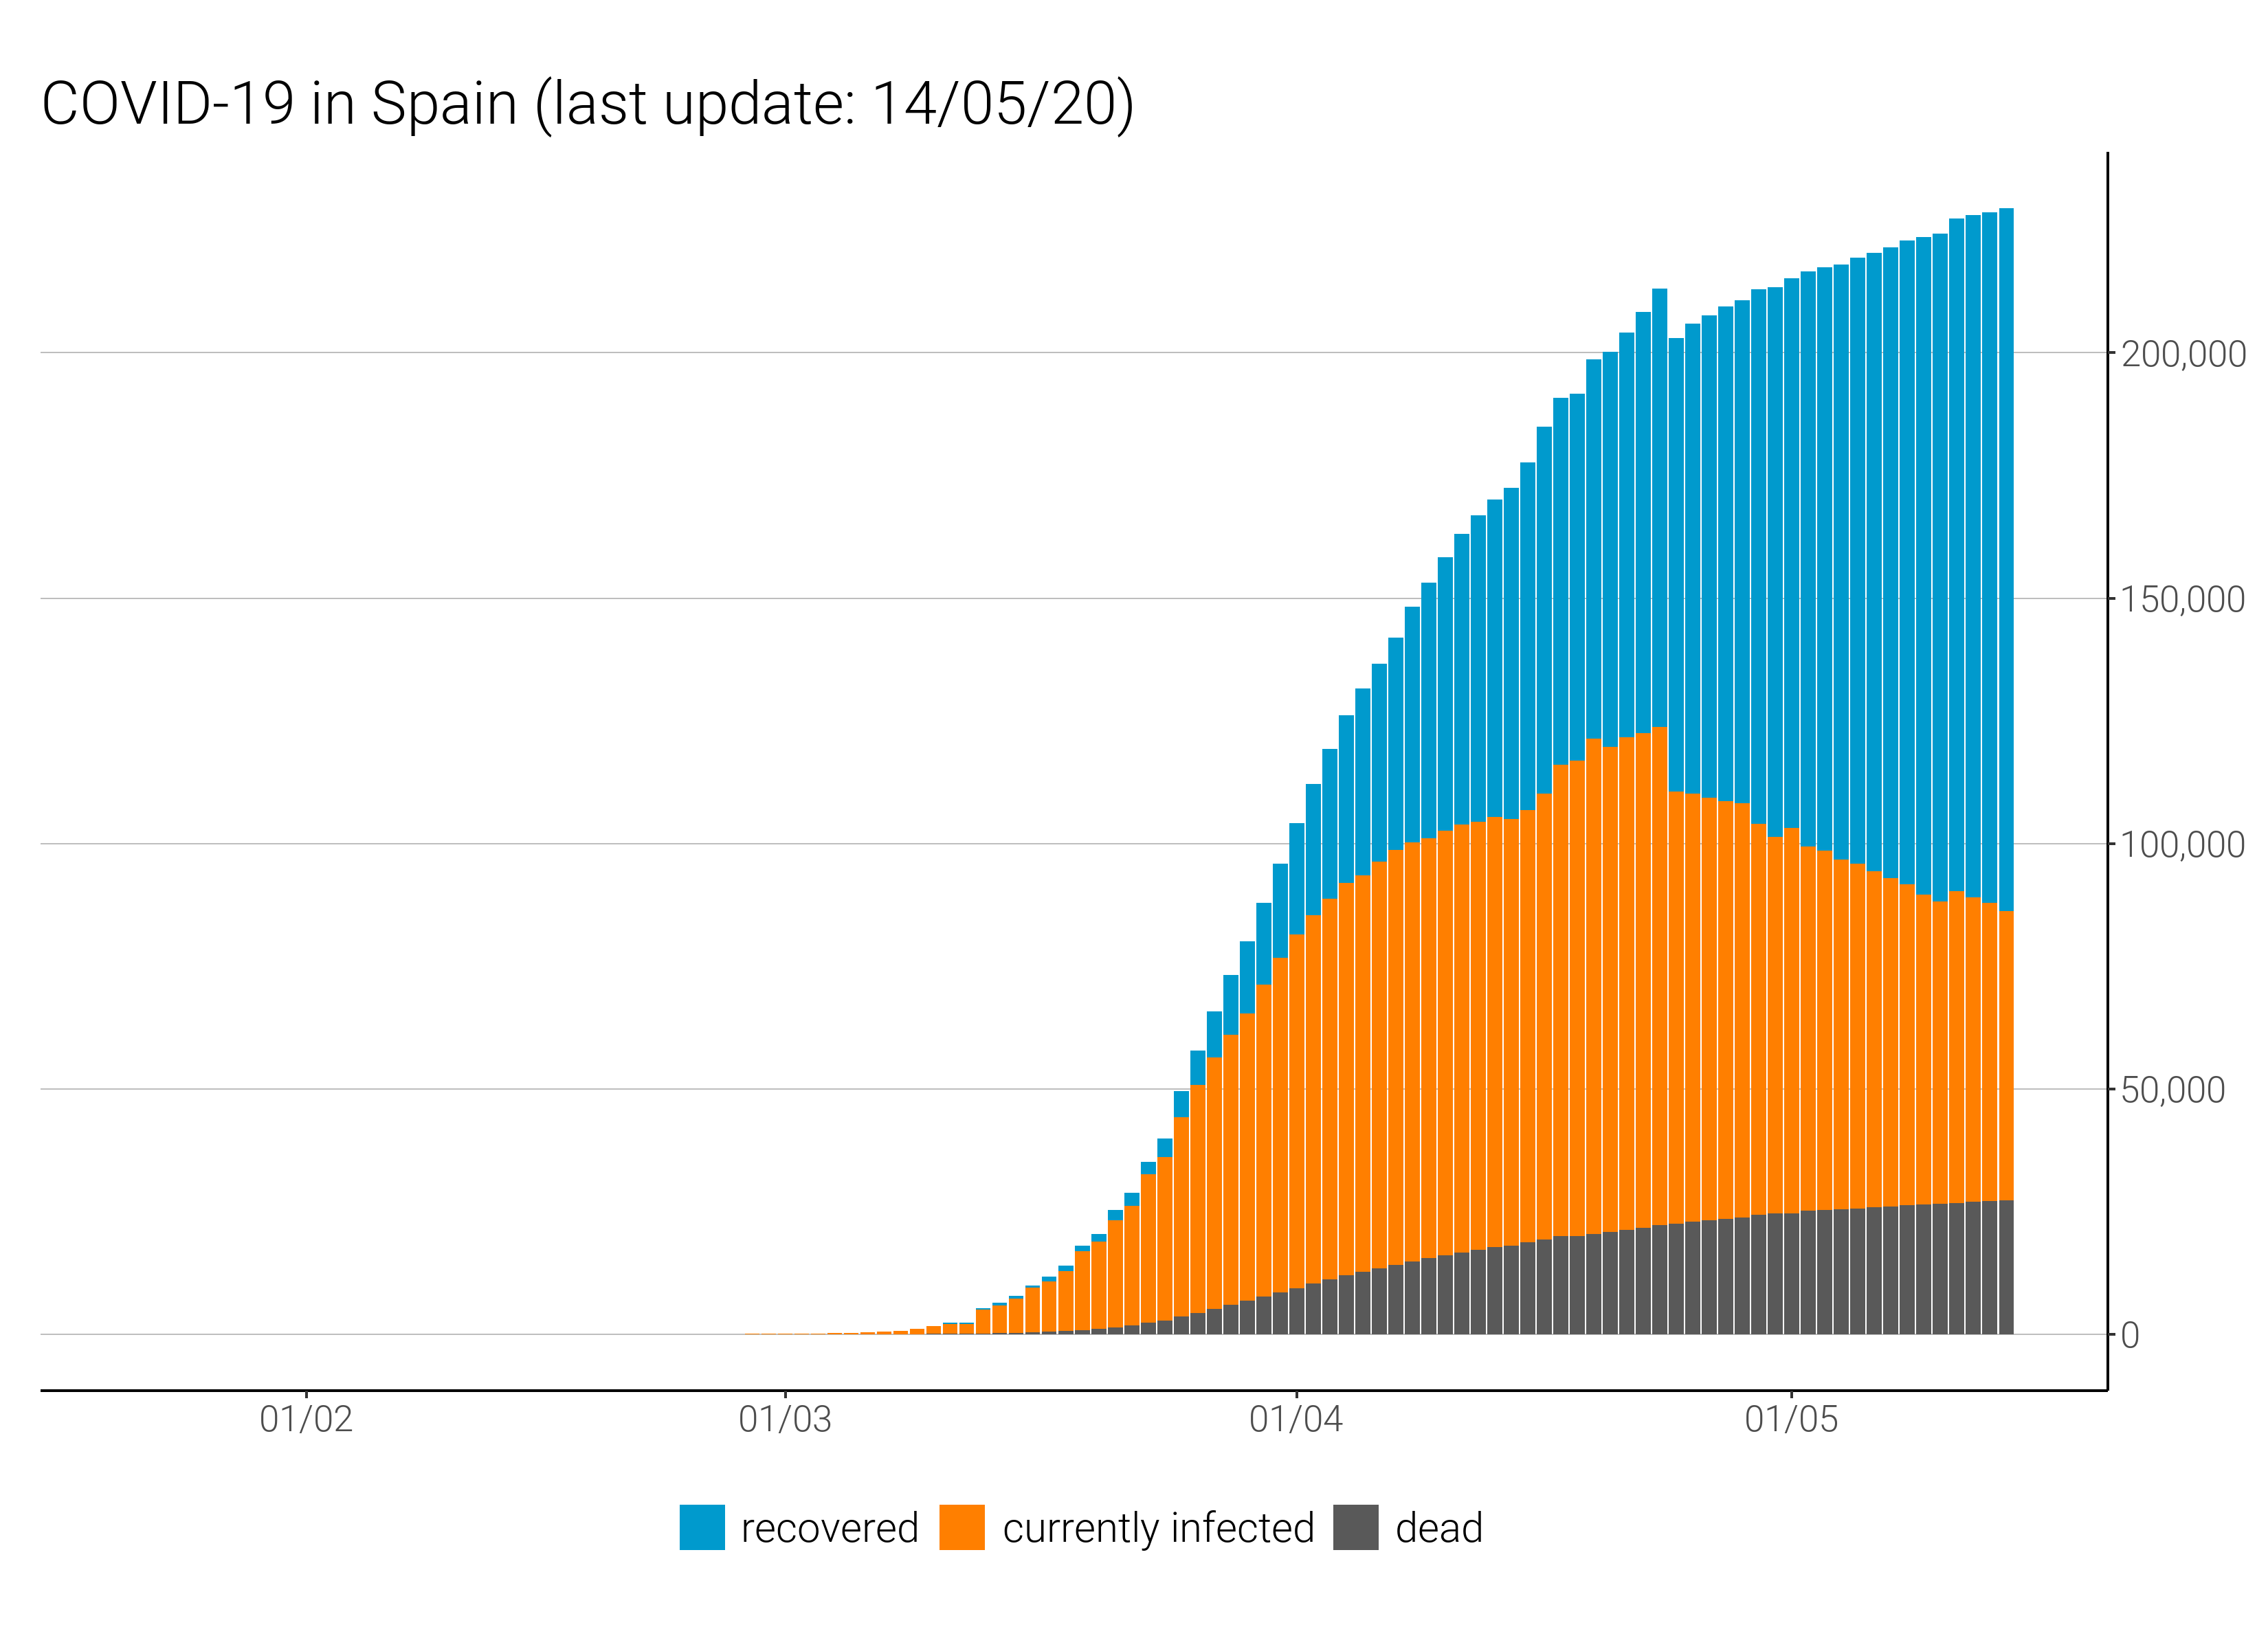 COVID-19 in Spain (last update: 14/05/20)
200,000
150,000
100,000
50,000
0
01/02 01/03 01/04 01/05
recovered currently infected dead